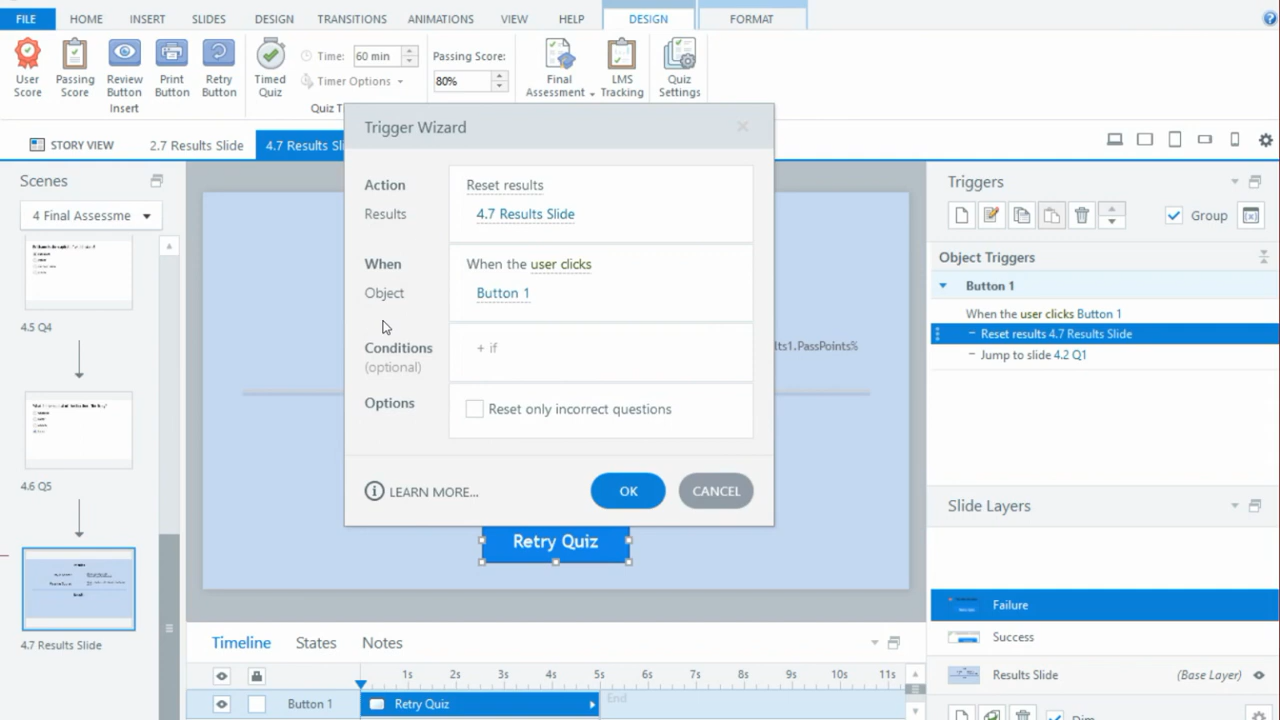 FILE HOME INSERT SLIDES DESIGN TRANSITIONS ANIMATIONS VIEW HELP DESIGN FORMAT
User Score
Passing Score
Review Button
Print Button
Retry Button
Insert
Timed Quiz
Time: 60 min
Timer Options
Quiz T
Passing Score:
80%
Final Assessment
LMS Tracking
Quiz Settings
STORY VIEW 2.7 Results Slide 4.7 Results Sli
Scenes
4 Final Assessme
4.5 Q4
4.6 Q5
4.7 Results Slide
Trigger Wizard
Action Reset results
Results 4.7 Results Slide
When When the user clicks
Object Button 1
Conditions + if
(optional)
Options Reset only incorrect questions
LEARN MORE... OK CANCEL
lts1.PassPoints%
Retry Quiz
Triggers
Group
Object Triggers
Button 1
When the user clicks Button 1
– Reset results 4.7 Results Slide
– Jump to slide 4.2 Q1
Slide Layers
Failure
Success
Results Slide (Base Layer)
Dim
Timeline States Notes
1s 2s 3s 4s 5s 6s 7s 8s 9s 10s 11s
Button 1 Retry Quiz End